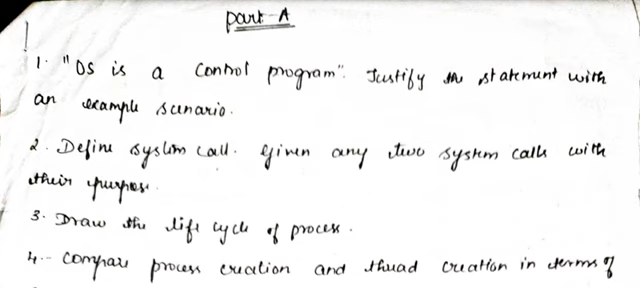 Part-A
1. "OS is a control program". Justify the statement with
an example scenario.
2. Define system call. Given any two system calls with
their purpose.
3. Draw the life cycle of process.
4. Compare process creation and thread creation in terms of